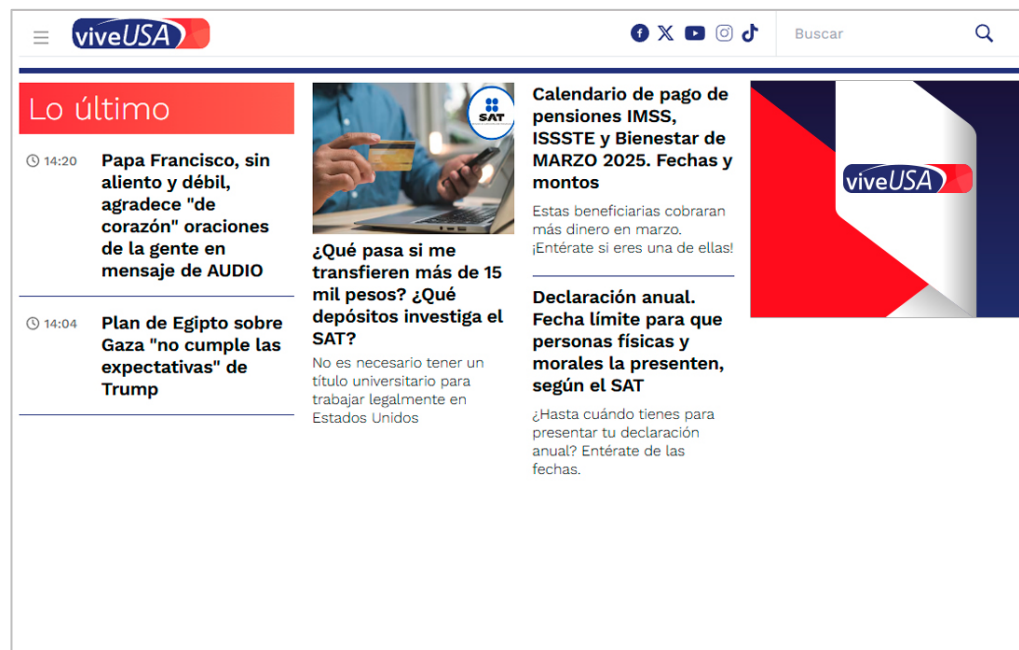 viveUSA
Buscar
Lo último
14:20
Papa Francisco, sin
aliento y débil,
agradece "de
corazón" oraciones
de la gente en
mensaje de AUDIO
14:04
Plan de Egipto sobre
Gaza "no cumple las
expectativas" de
Trump
SAT
¿Qué pasa si me
transfieren más de 15
mil pesos? ¿Qué
depósitos investiga el
SAT?
No es necesario tener un
título universitario para
trabajar legalmente en
Estados Unidos
Calendario de pago de
pensiones IMSS,
ISSSTE y Bienestar de
MARZO 2025. Fechas y
montos
Estas beneficiarias cobraran
más dinero en marzo.
¡Entérate si eres una de ellas!
Declaración anual.
Fecha límite para que
personas físicas y
morales la presenten,
según el SAT
¿Hasta cuándo tienes para
presentar tu declaración
anual? Entérate de las
fechas.
viveUSA